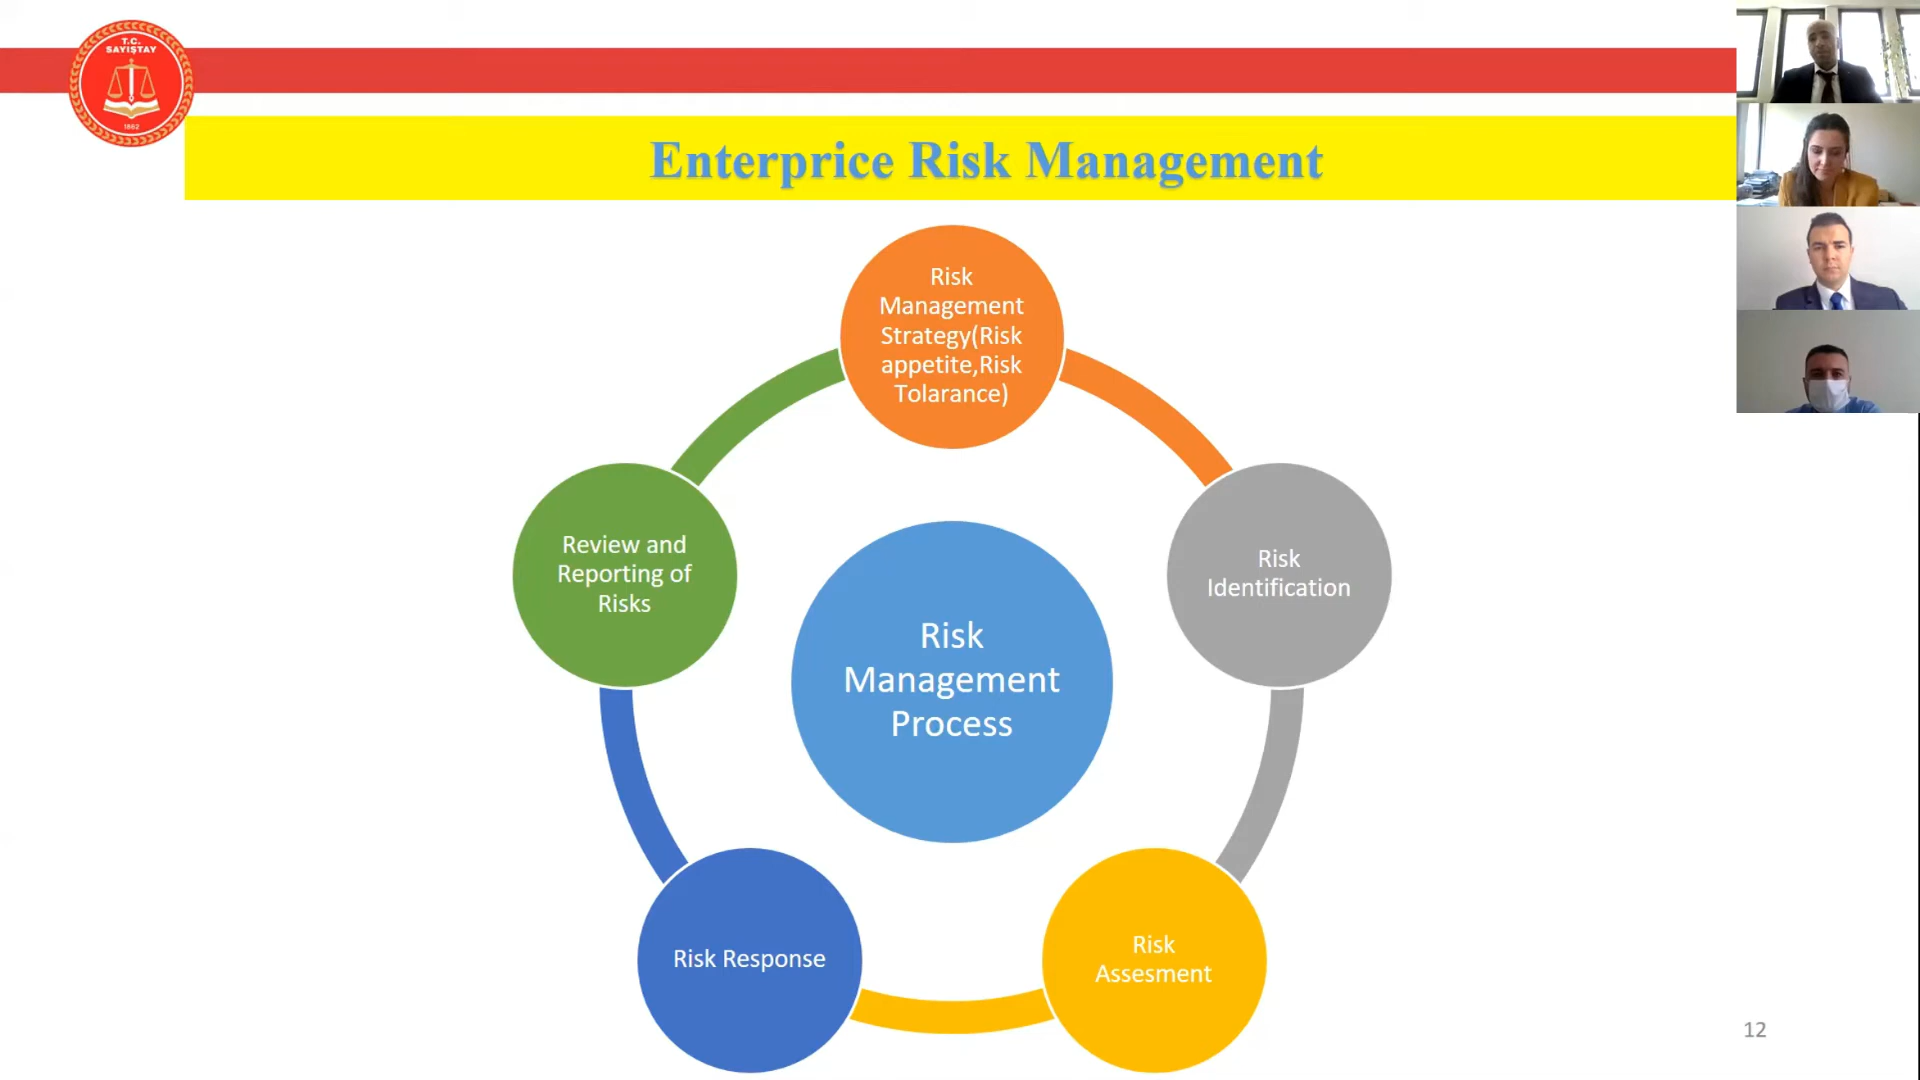 T.C.
SAYIŞTAY
1862
Enterprice Risk Management
Risk
Management
Strategy(Risk
appetite,Risk
Tolarance)
Risk
Identification
Risk
Assesment
Risk Response
Review and
Reporting of
Risks
Risk
Management
Process
12